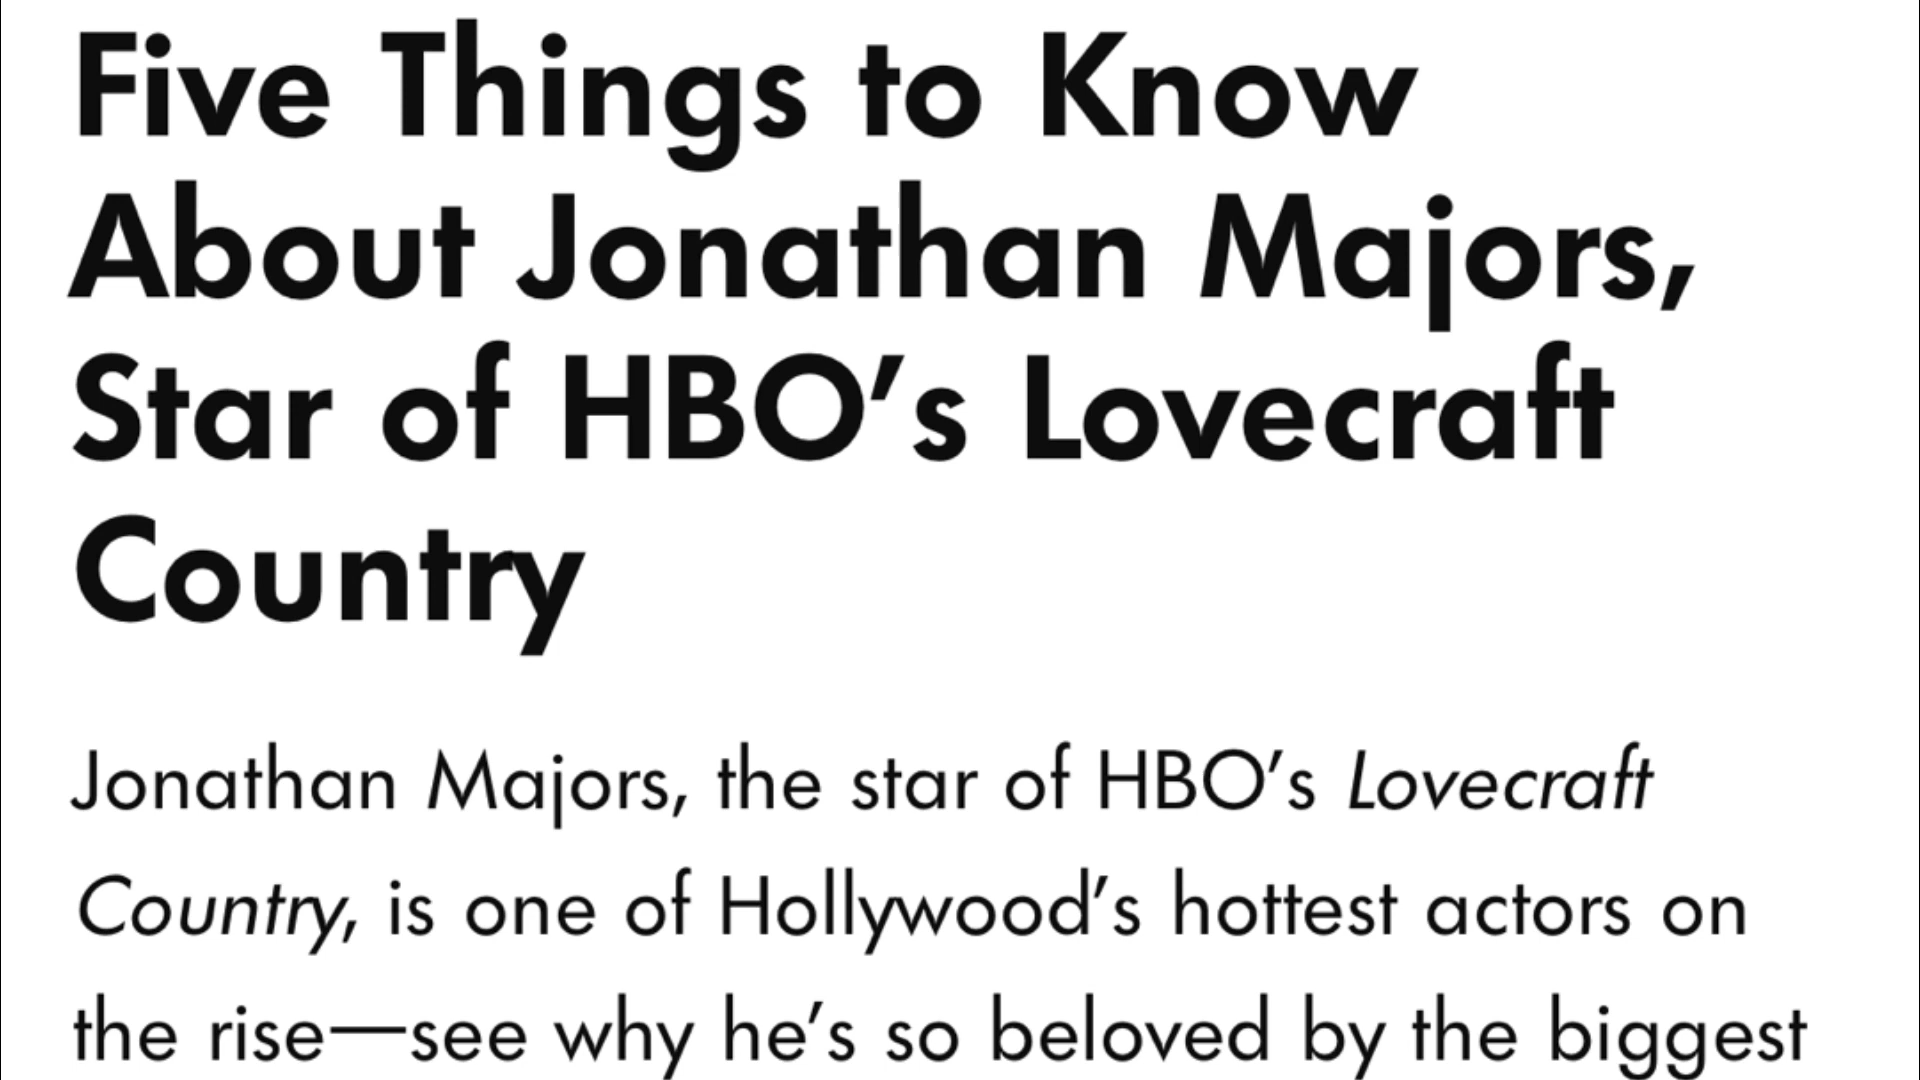 Five Things to Know
About Jonathan Majors,
Star of HBO’s Lovecraft
Country
Jonathan Majors, the star of HBO’s Lovecraft
Country, is one of Hollywood’s hottest actors on
the rise—see why he’s so beloved by the biggest